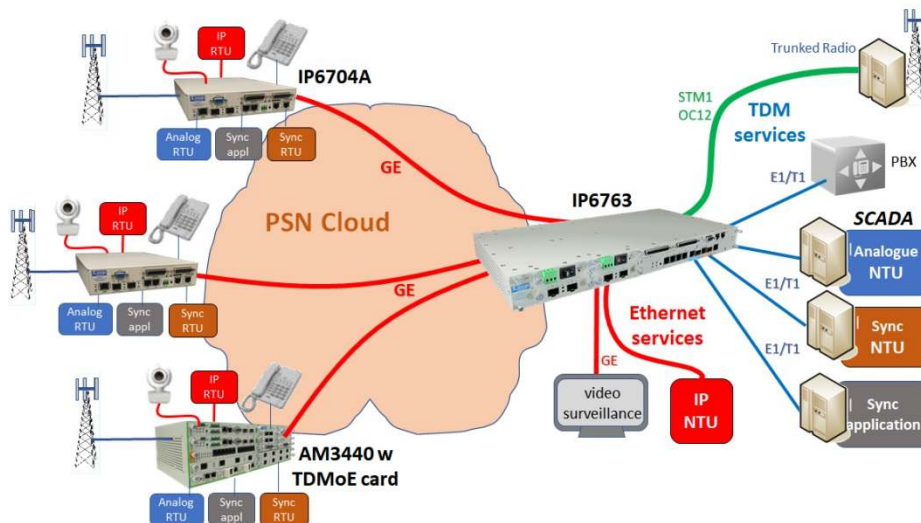 IP
RTU
IP6704A
Analog
RTU
Sync
appl
Sync
RTU
GE
IP
RTU
Analog
RTU
Sync
appl
Sync
RTU
GE
PSN Cloud
IP
RTU
AM3440 w
TDMoE card
Analog
RTU
Sync
appl
Sync
RTU
IP6763
Trunked Radio
STM1
OC12
TDM
services
PBX
E1/T1
SCADA
Analogue
NTU
E1/T1
Sync
NTU
E1/T1
Sync
application
Ethernet
services
GE
video
surveillance
IP
NTU